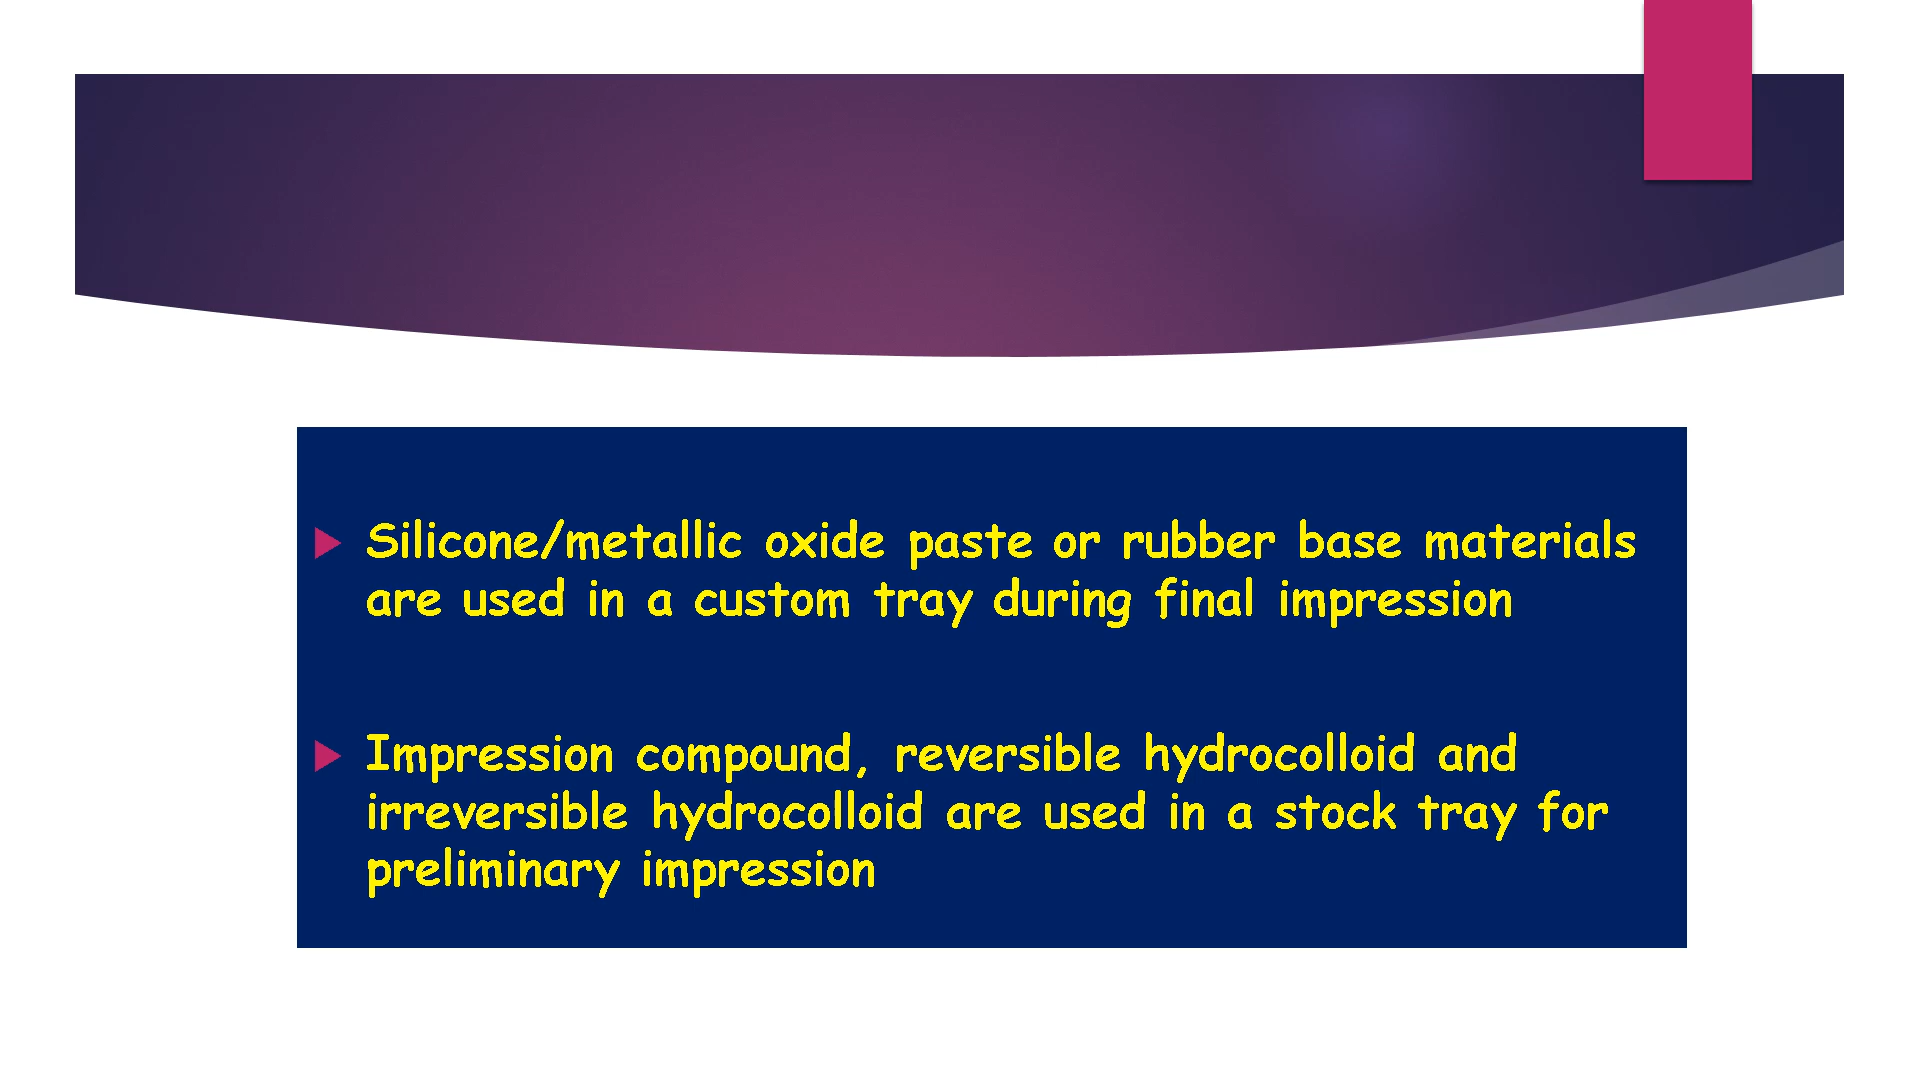 Silicone/metallic oxide paste or rubber base materials
are used in a custom tray during final impression
Impression compound, reversible hydrocolloid and
irreversible hydrocolloid are used in a stock tray for
preliminary impression